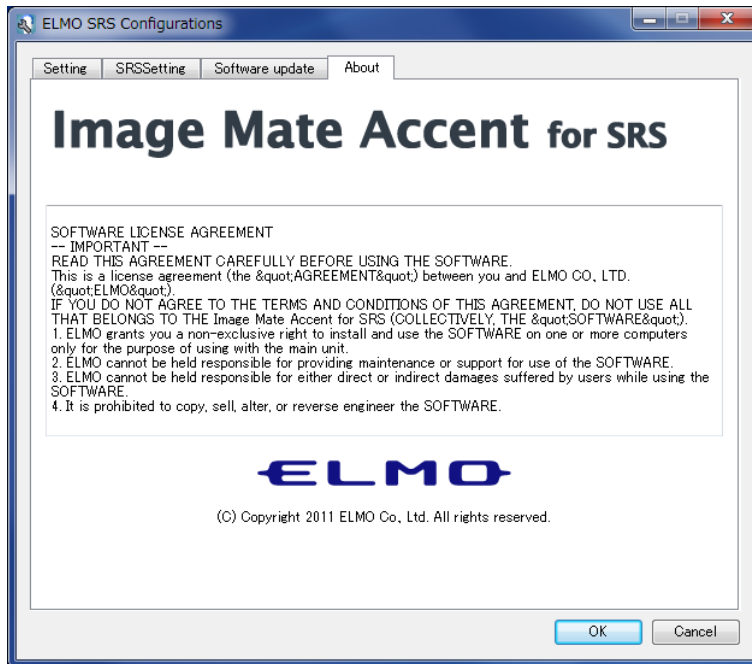 ELMO SRS Configurations
Setting
SRSSetting
Software update
About
Image Mate Accent for SRS
SOFTWARE LICENSE AGREEMENT
-- IMPORTANT --
READ THIS AGREEMENT CAREFULLY BEFORE USING THE SOFTWARE.
This is a license agreement (the &quot;AGREEMENT&quot;) between you and ELMO CO., LTD.
(&quot;ELMO&quot;).
IF YOU DO NOT AGREE TO THE TERMS AND CONDITIONS OF THIS AGREEMENT, DO NOT USE ALL
THAT BELONGS TO THE Image Mate Accent for SRS (COLLECTIVELY, THE &quot;SOFTWARE&quot;).
1. ELMO grants you a non-exclusive right to install and use the SOFTWARE on one or more computers
only for the purpose of using with the main unit.
2. ELMO cannot be held responsible for providing maintenance or support for use of the SOFTWARE.
3. ELMO cannot be held responsible for either direct or indirect damages suffered by users while using the
SOFTWARE.
4. It is prohibited to copy, sell, alter, or reverse engineer the SOFTWARE.
ELMO
(C) Copyright 2011 ELMO Co., Ltd. All rights reserved.
OK
Cancel